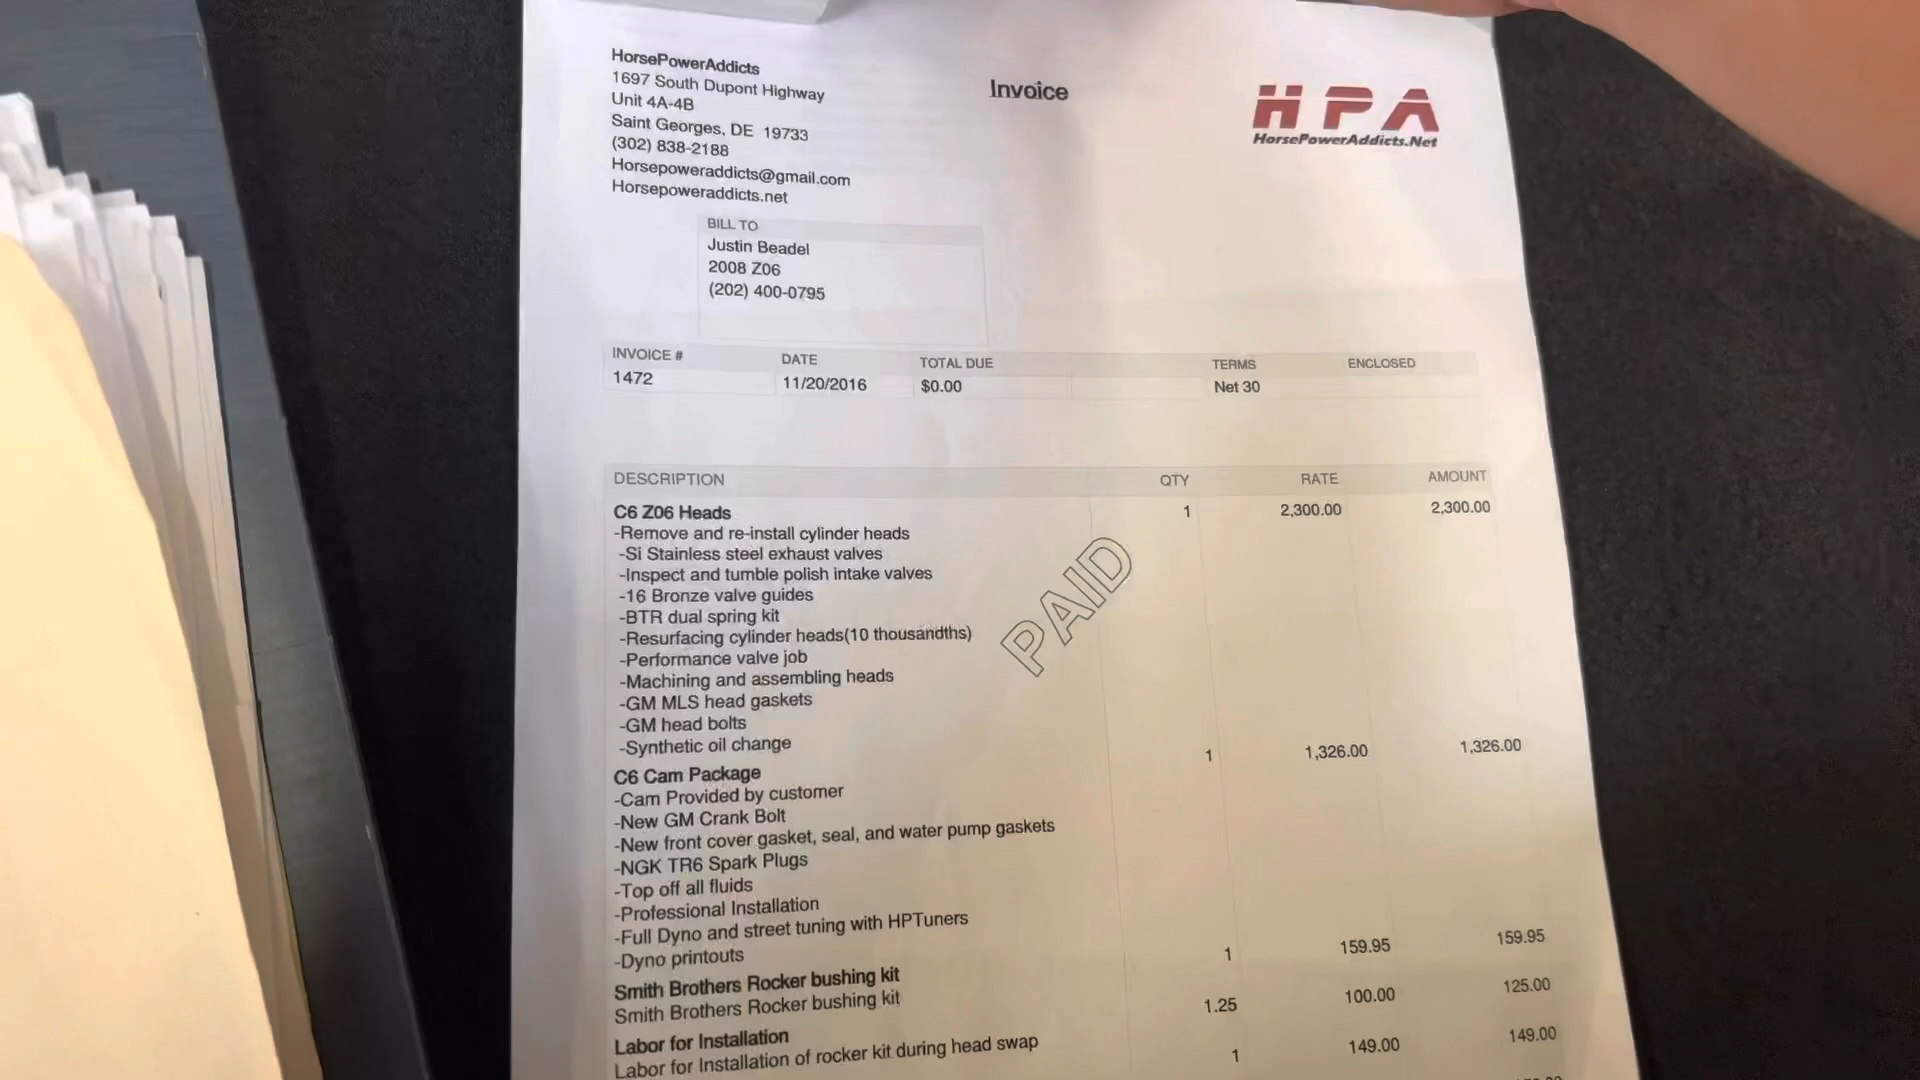 HorsePowerAddicts
1697 South Dupont Highway
Unit 4A-4B
Saint Georges, DE 19733
(302) 838-2188
Horsepoweraddicts@gmail.com
Horsepoweraddicts.net
Invoice
HPA
HorsePowerAddicts.Net
BILL TO
Justin Beadel
2008 Z06
(202) 400-0795
INVOICE # DATE TOTAL DUE TERMS ENCLOSED
1472 11/20/2016 $0.00 Net 30
DESCRIPTION QTY RATE AMOUNT
C6 Z06 Heads 1 2,300.00 2,300.00
-Remove and re-install cylinder heads
-Si Stainless steel exhaust valves
-Inspect and tumble polish intake valves
-16 Bronze valve guides
-BTR dual spring kit
-Resurfacing cylinder heads(10 thousandths)
-Performance valve job
-Machining and assembling heads
-GM MLS head gaskets
-GM head bolts
-Synthetic oil change
PAID
C6 Cam Package 1 1,326.00 1,326.00
-Cam Provided by customer
-New GM Crank Bolt
-New front cover gasket, seal, and water pump gaskets
-NGK TR6 Spark Plugs
-Top off all fluids
-Professional Installation
-Full Dyno and street tuning with HPTuners
-Dyno printouts
Smith Brothers Rocker bushing kit 1 159.95 159.95
Smith Brothers Rocker bushing kit
Labor for Installation 1.25 100.00 125.00
Labor for Installation of rocker kit during head swap
1 149.00 149.00